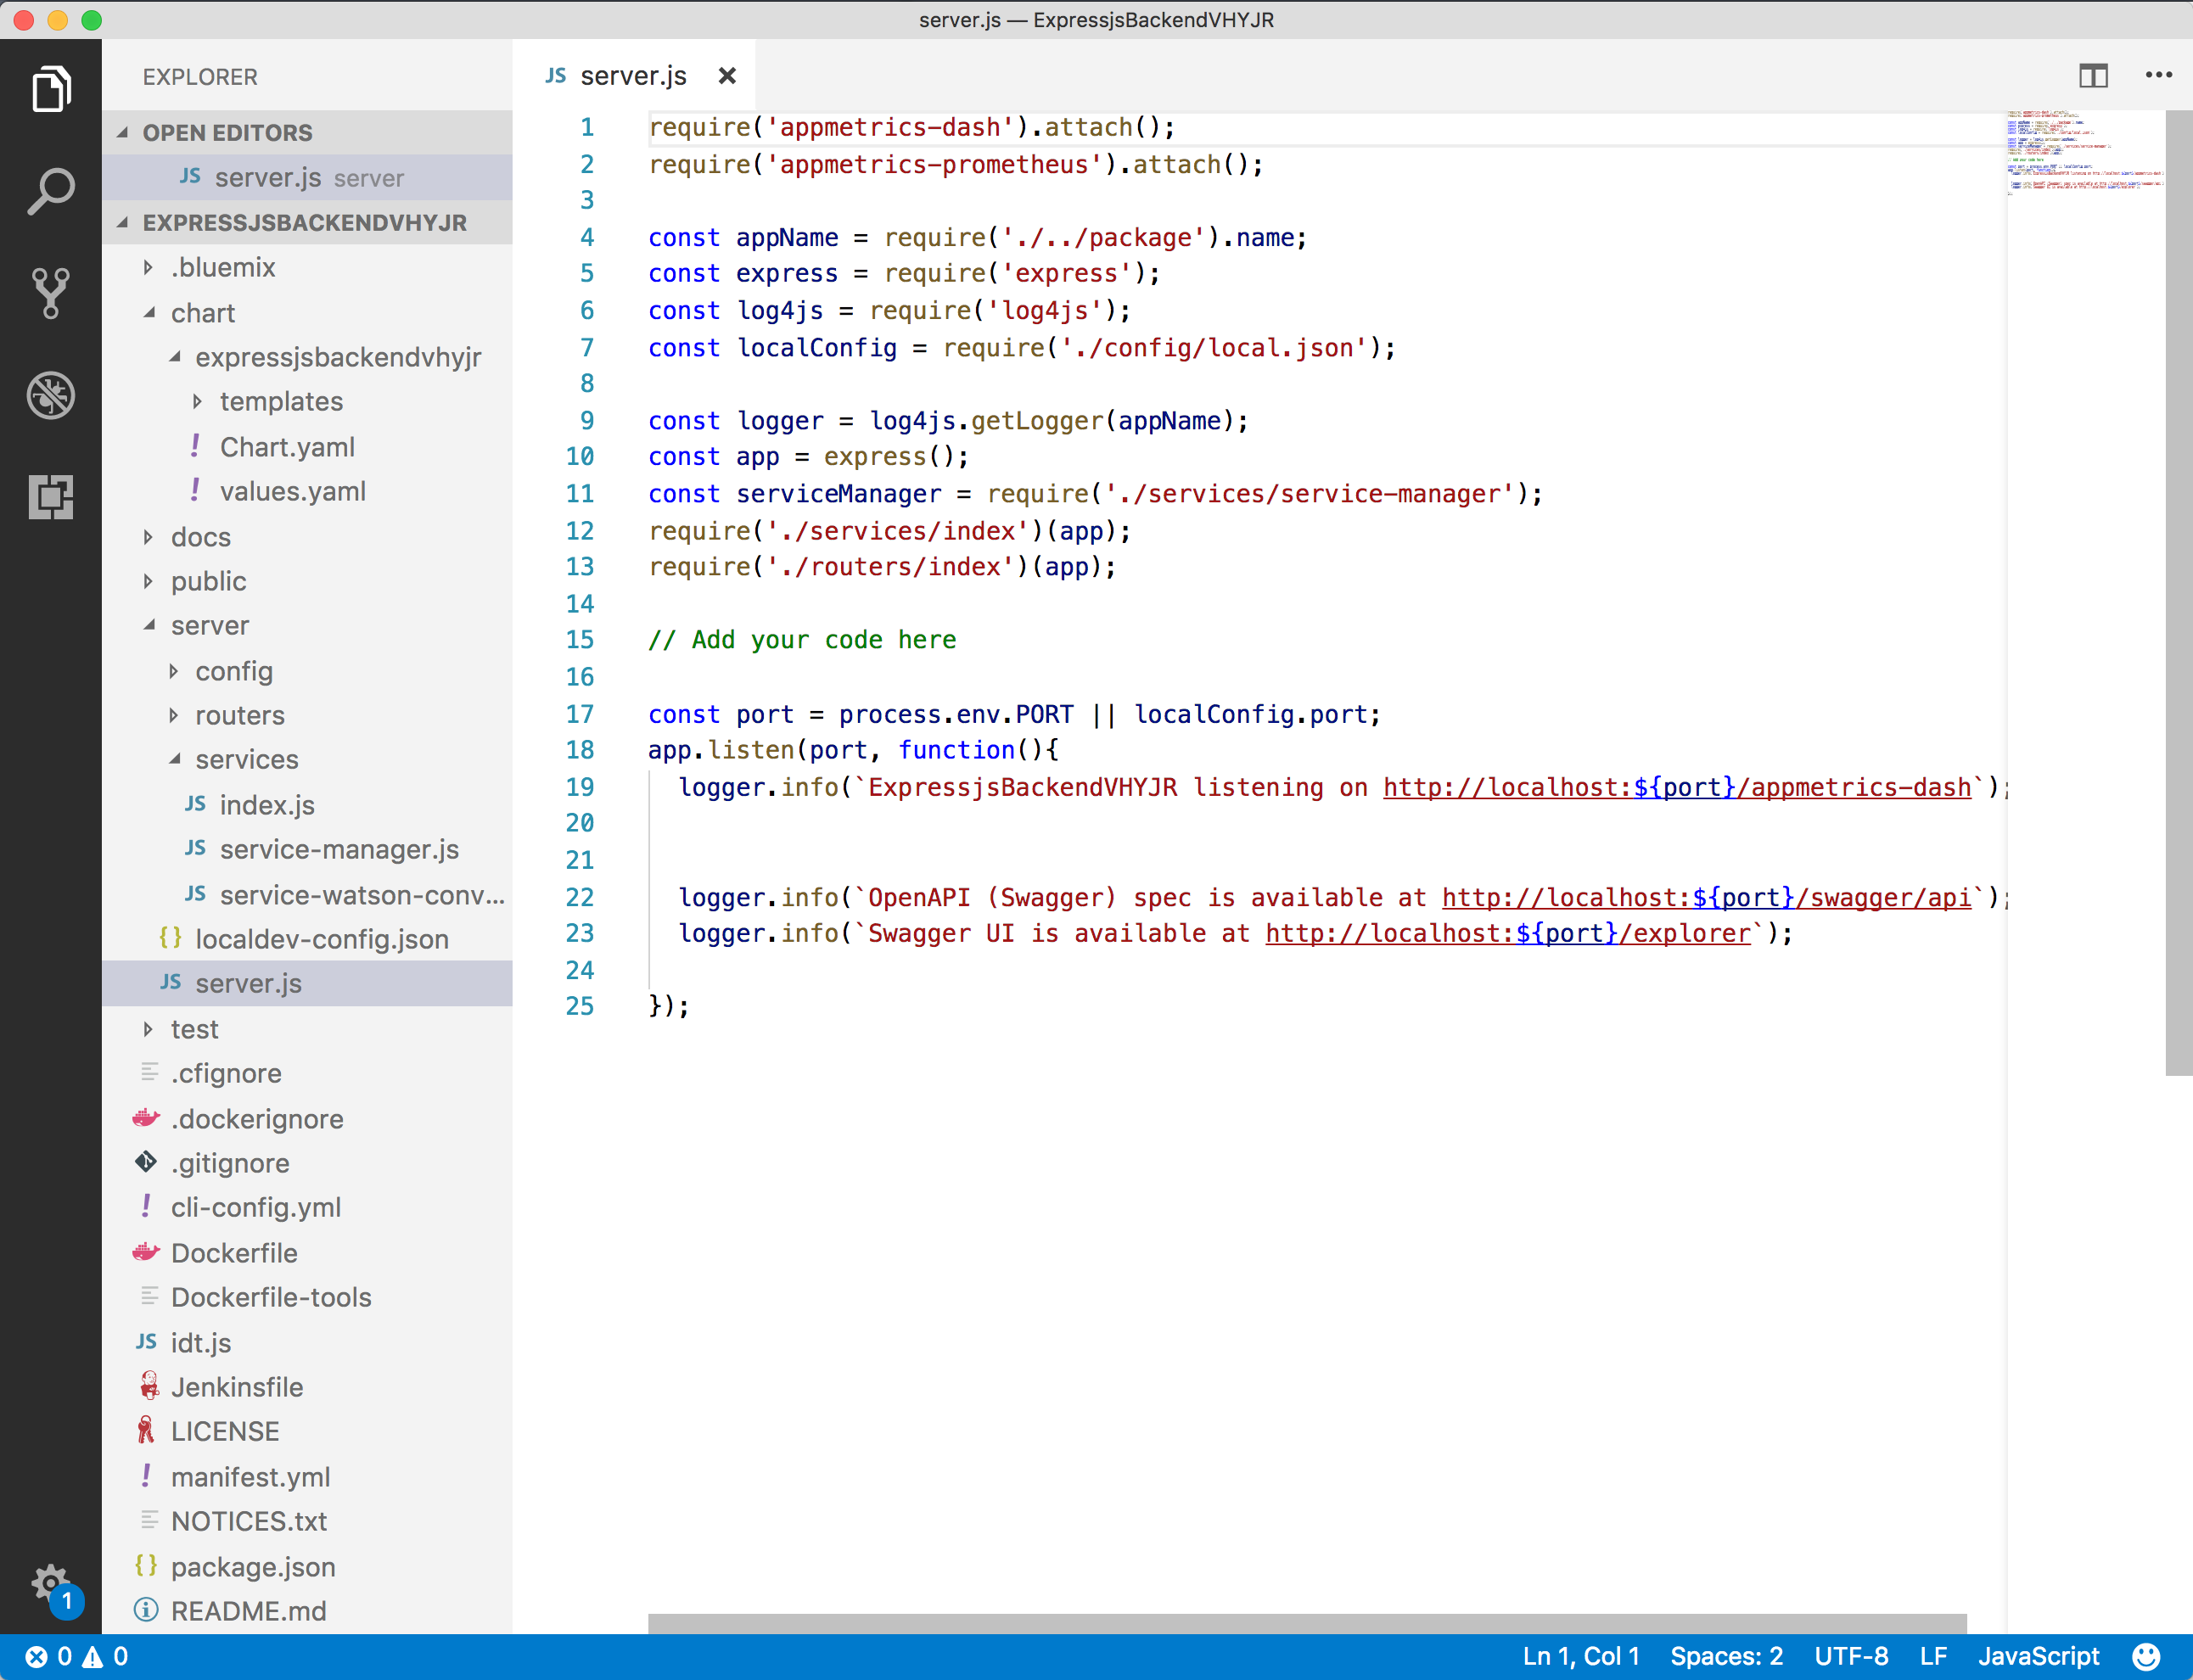 server.js — ExpressjsBackendVHYJR
EXPLORER
OPEN EDITORS
JS server.js server
EXPRESSJSBACKENDVHYJR
.bluemix
chart
expressjsbackendvhyjr
templates
! Chart.yaml
! values.yaml
docs
public
server
config
routers
services
JS index.js
JS service-manager.js
JS service-watson-conv...
{} localdev-config.json
JS server.js
test
.cfignore
.dockerignore
.gitignore
! cli-config.yml
Dockerfile
Dockerfile-tools
JS idt.js
Jenkinsfile
LICENSE
! manifest.yml
NOTICES.txt
{} package.json
README.md
1
JS server.js ×
1 require('appmetrics-dash').attach();
2 require('appmetrics-prometheus').attach();
3
4 const appName = require('./../package').name;
5 const express = require('express');
6 const log4js = require('log4js');
7 const localConfig = require('./config/local.json');
8
9 const logger = log4js.getLogger(appName);
10 const app = express();
11 const serviceManager = require('./services/service-manager');
12 require('./services/index')(app);
13 require('./routers/index')(app);
14
15 // Add your code here
16
17 const port = process.env.PORT || localConfig.port;
18 app.listen(port, function(){
19 logger.info(`ExpressjsBackendVHYJR listening on http://localhost:${port}/appmetrics-dash`);
20
21
22 logger.info(`OpenAPI (Swagger) spec is available at http://localhost:${port}/swagger/api`);
23 logger.info(`Swagger UI is available at http://localhost:${port}/explorer`);
24
25 });
0 0
Ln 1, Col 1 Spaces: 2 UTF-8 LF JavaScript